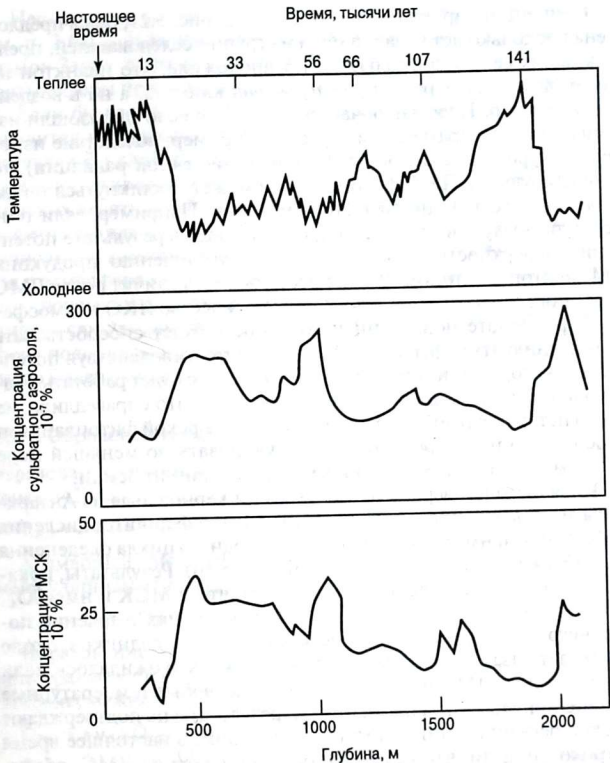 Настоящее
время
Время, тысячи лет
13 33 56 66 107 141
Теплее
Температура
Холоднее
300
Концентрация
сульфатного аэрозоля,
10⁻⁷ %
0
50
Концентрация МСК,
10⁻⁷%
25
0
500 1000 1500 2000
Глубина, м